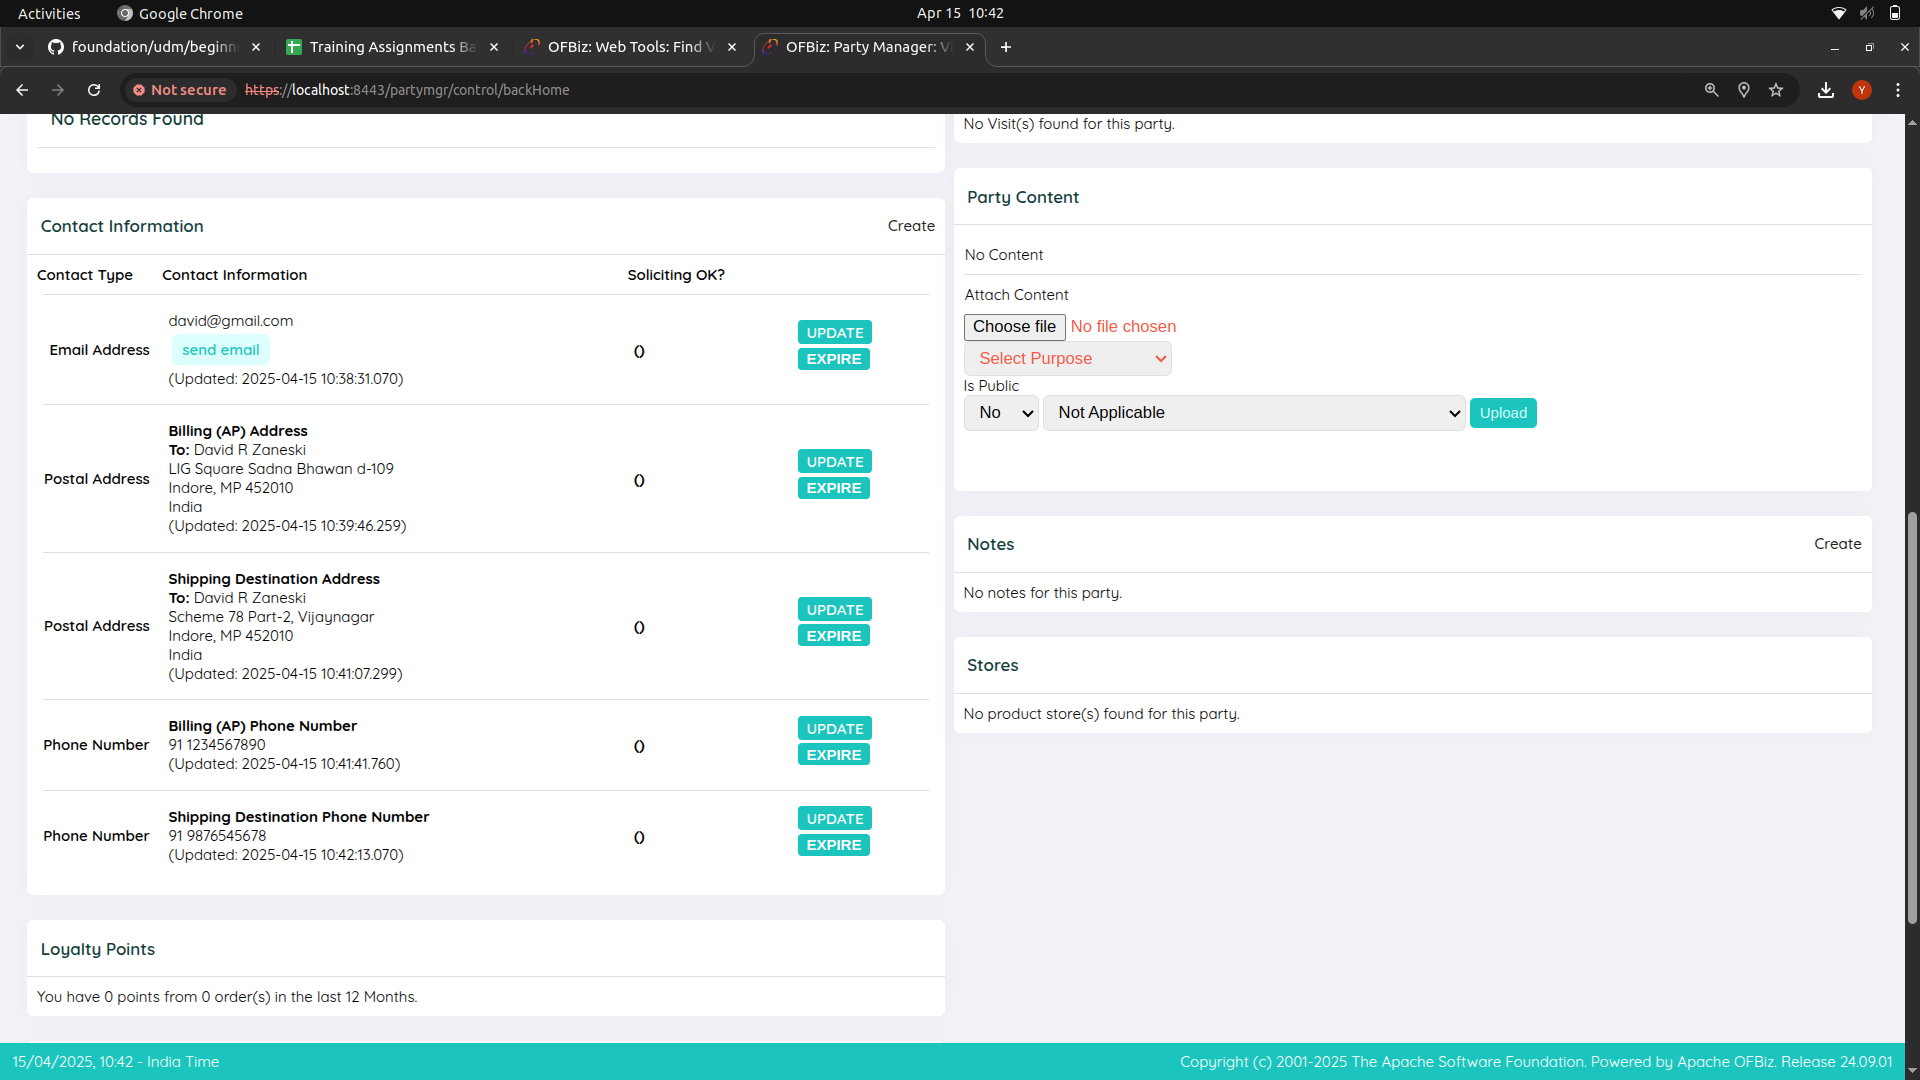 Activities
Google Chrome
Apr 15 10:42
foundation/udm/beginn
Training Assignments Ba
OFBiz: Web Tools: Find V
OFBiz: Party Manager: Vi
Not secure
https://localhost:8443/partymgr/control/backHome
Y
No Records Found
Contact Information
Create
Contact Type Contact Information Soliciting OK?
Email Address
david@gmail.com
send email
(Updated: 2025-04-15 10:38:31.070)
()
UPDATE
EXPIRE
Postal Address
Billing (AP) Address
To: David R Zaneski
LIG Square Sadna Bhawan d-109
Indore, MP 452010
India
(Updated: 2025-04-15 10:39:46.259)
()
UPDATE
EXPIRE
Postal Address
Shipping Destination Address
To: David R Zaneski
Scheme 78 Part-2, Vijaynagar
Indore, MP 452010
India
(Updated: 2025-04-15 10:41:07.299)
()
UPDATE
EXPIRE
Phone Number
Billing (AP) Phone Number
91 1234567890
(Updated: 2025-04-15 10:41:41.760)
()
UPDATE
EXPIRE
Phone Number
Shipping Destination Phone Number
91 9876545678
(Updated: 2025-04-15 10:42:13.070)
()
UPDATE
EXPIRE
Loyalty Points
You have 0 points from 0 order(s) in the last 12 Months.
No Visit(s) found for this party.
Party Content
No Content
Attach Content
Choose file No file chosen
Select Purpose
Is Public
No Not Applicable Upload
Notes
Create
No notes for this party.
Stores
No product store(s) found for this party.
15/04/2025, 10:42 - India Time
Copyright (c) 2001-2025 The Apache Software Foundation. Powered by Apache OFBiz. Release 24.09.01